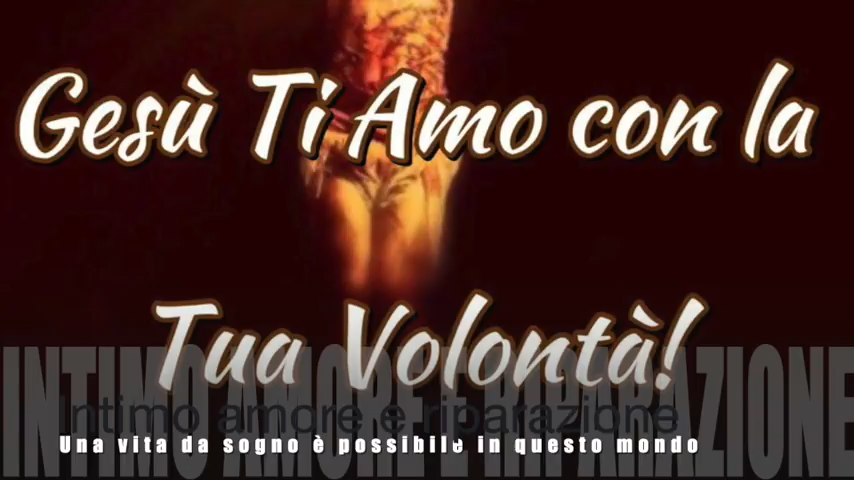 Gesù Ti Amo con la
Tua Volontà!
INTIMO AMORE E RIPARAZIONE
Intimo amore e riparazione
Una vita da sogno è possibile in questo mondo